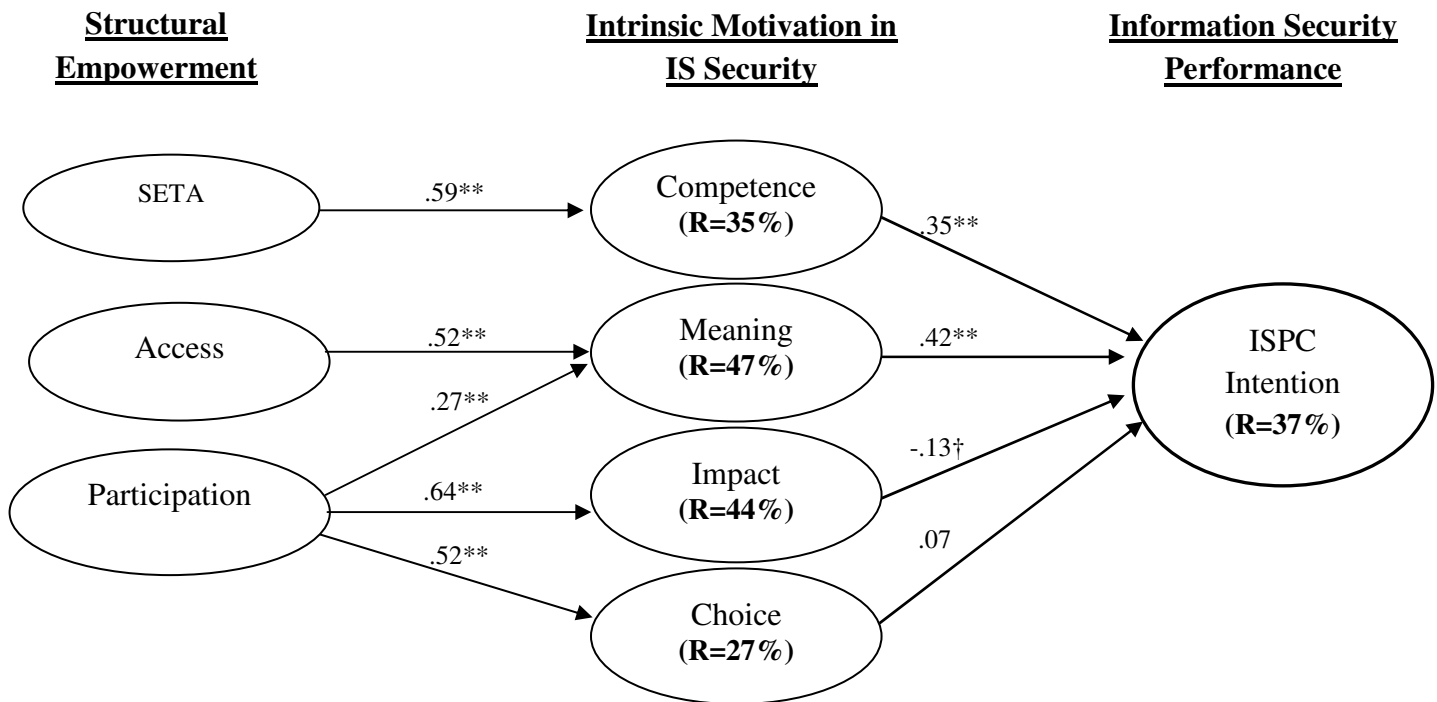 Structural
Empowerment
Intrinsic Motivation in
IS Security
Information Security
Performance
SETA
.59**
Competence
(R=35%)
.35**
Access
.52**
Meaning
(R=47%)
.42**
ISPC
Intention
(R=37%)
.27**
Participation
.64**
Impact
(R=44%)
-.13†
.52**
Choice
(R=27%)
.07